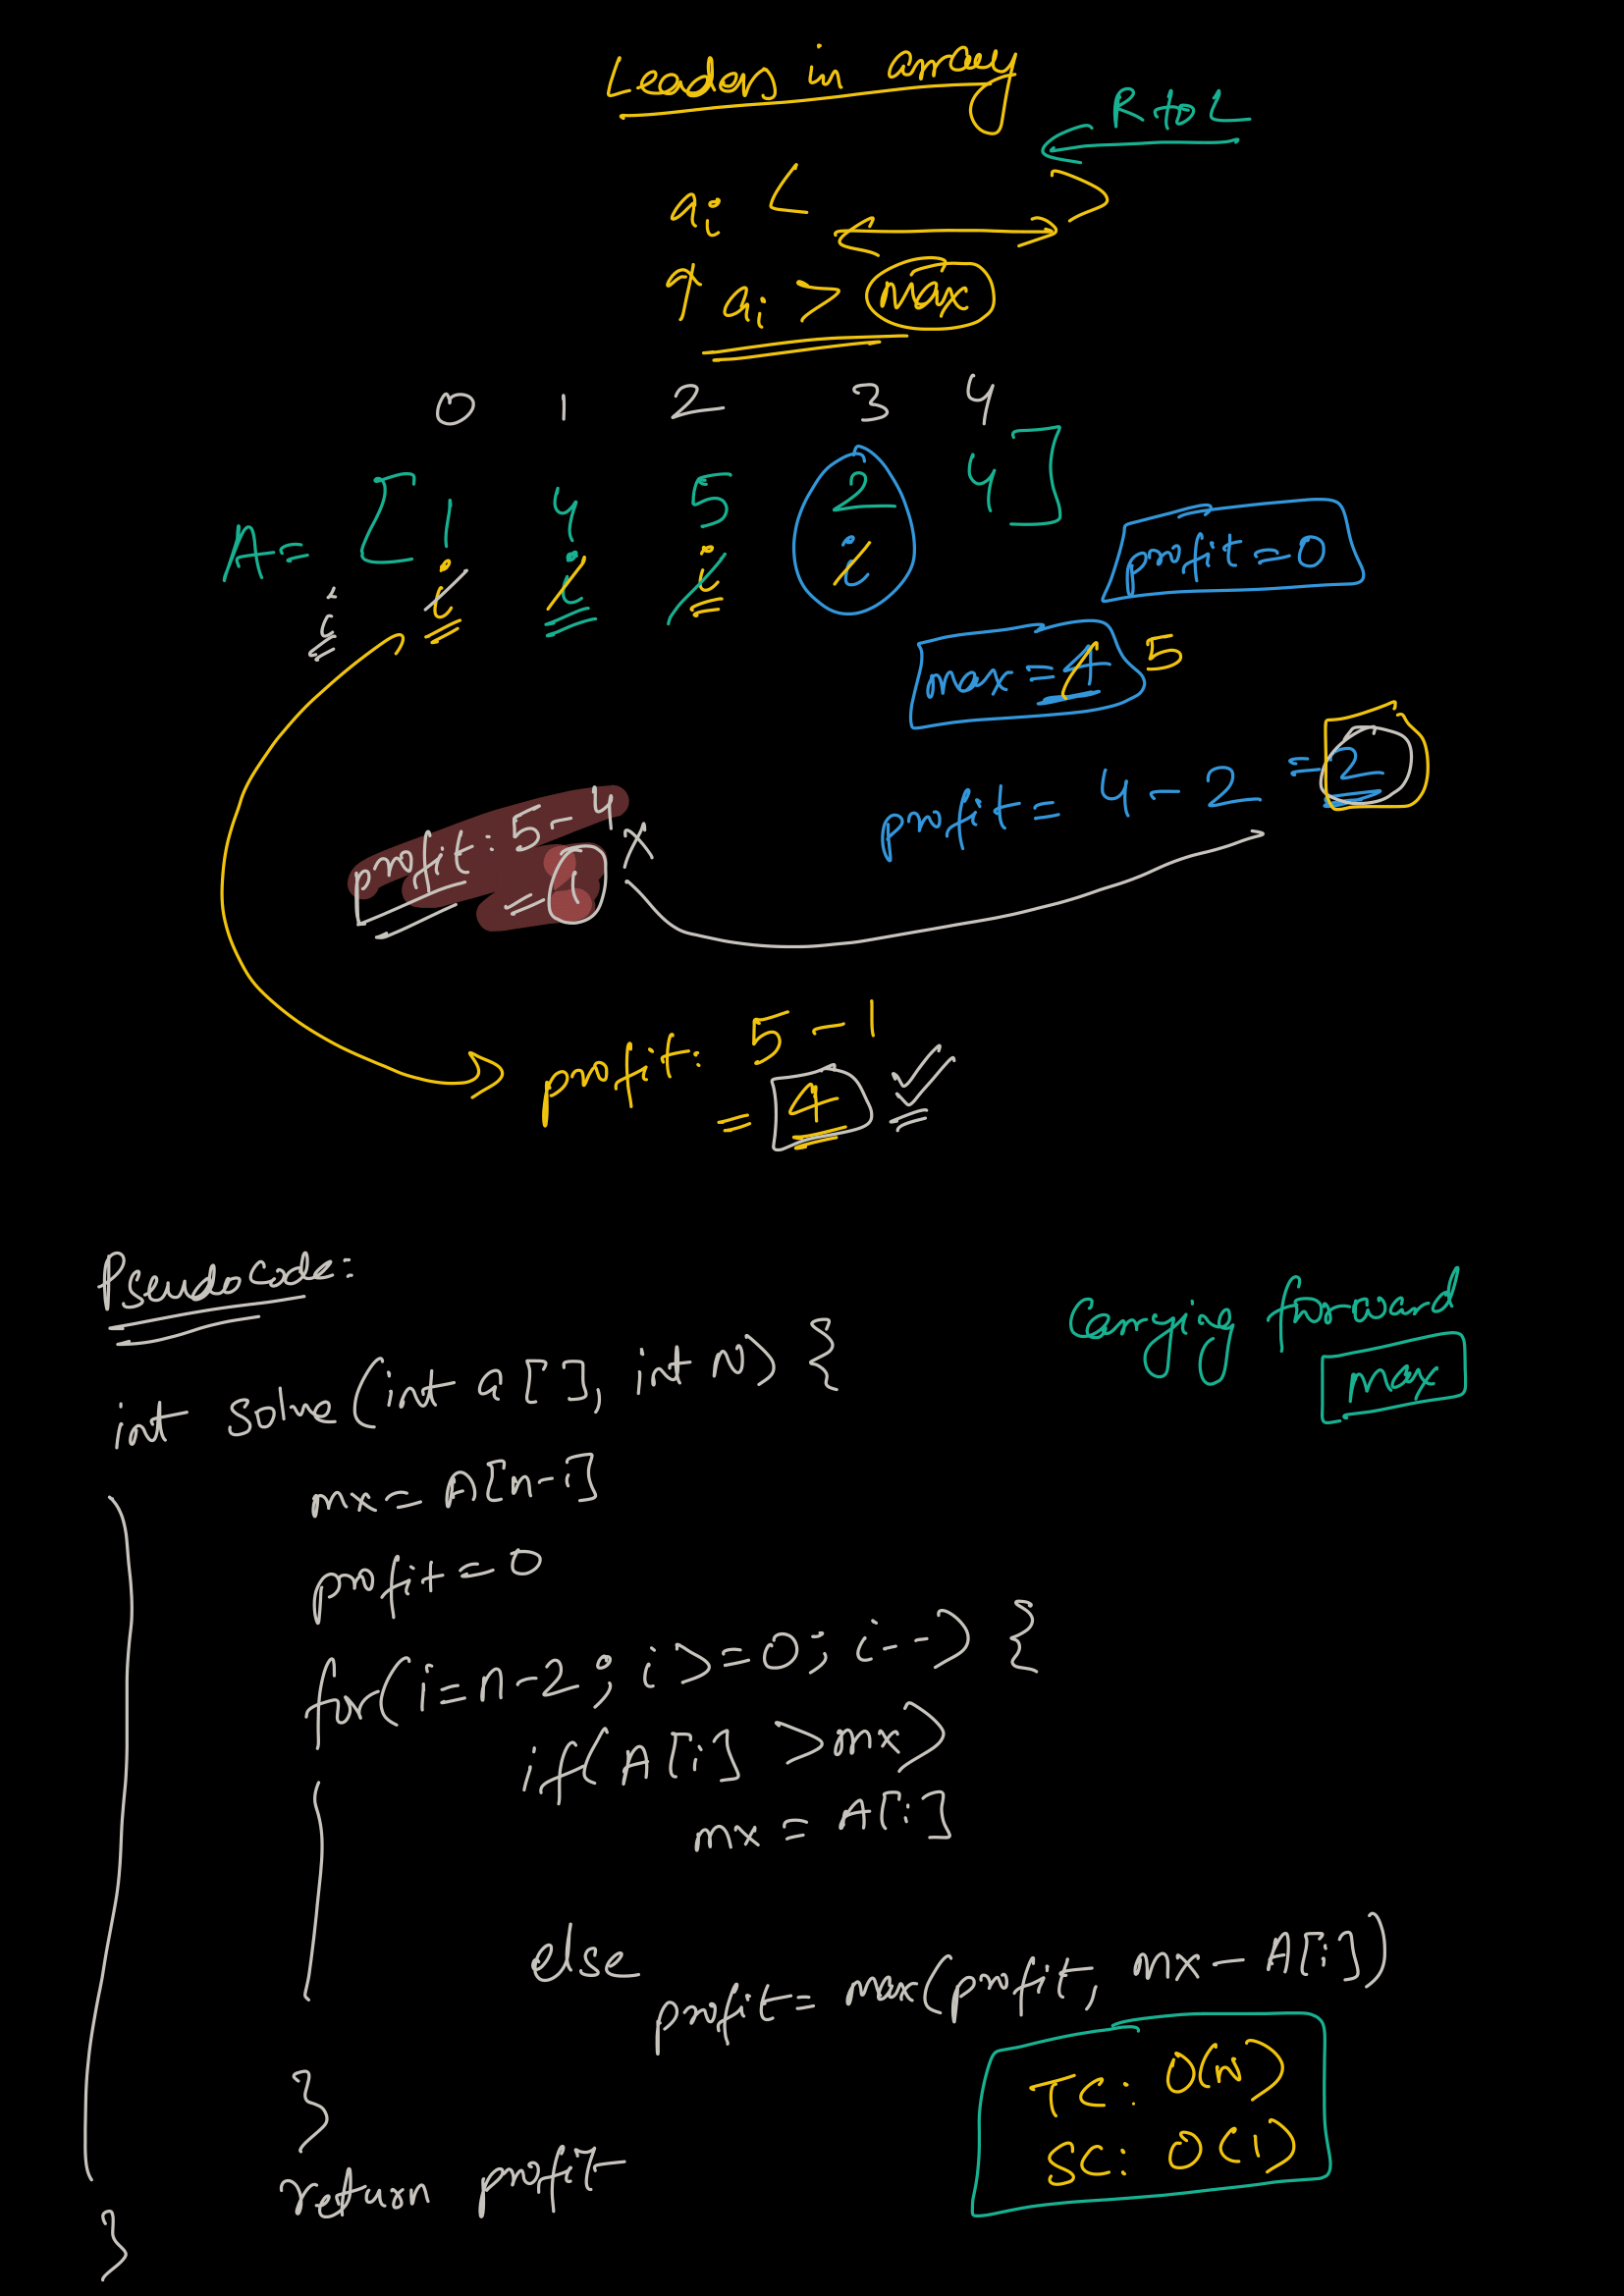 Leaders in array
R to L
ai < >
↑ ai > max
0 1 2 3 4
A = [ 1 4 5 2 4 ]
i i i i i
profit = 0
max = 4 5
profit = 4 - 2 = 2
profit: 5 - 4 x
= 1
profit: 5 - 1
= 4 ✓
Pseudocode:
Carrying forward
max
int solve(int a[], int N) {
mx = A[n-1]
profit = 0
for(i=n-2; i>=0; i--) {
if(A[i] >mx)
mx = A[i]
else
profit = max(profit, mx - A[i])
}
TC: O(N)
SC: O(1)
return profit
}